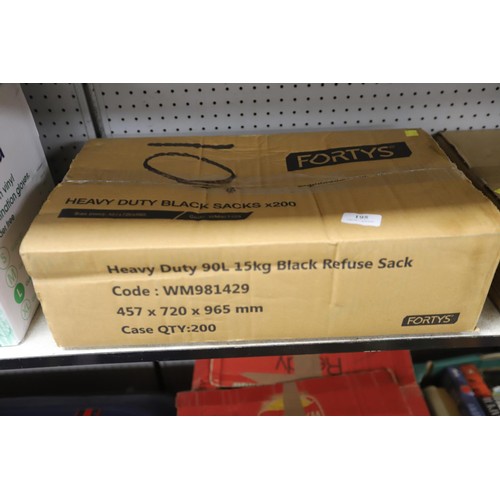 FORTYS
HEAVY DUTY BLACK SACKS x200
Heavy Duty 90L 15kg Black Refuse Sack
Code : WM981429
457 x 720 x 965 mm
Case QTY:200
FORTYS
vinyl